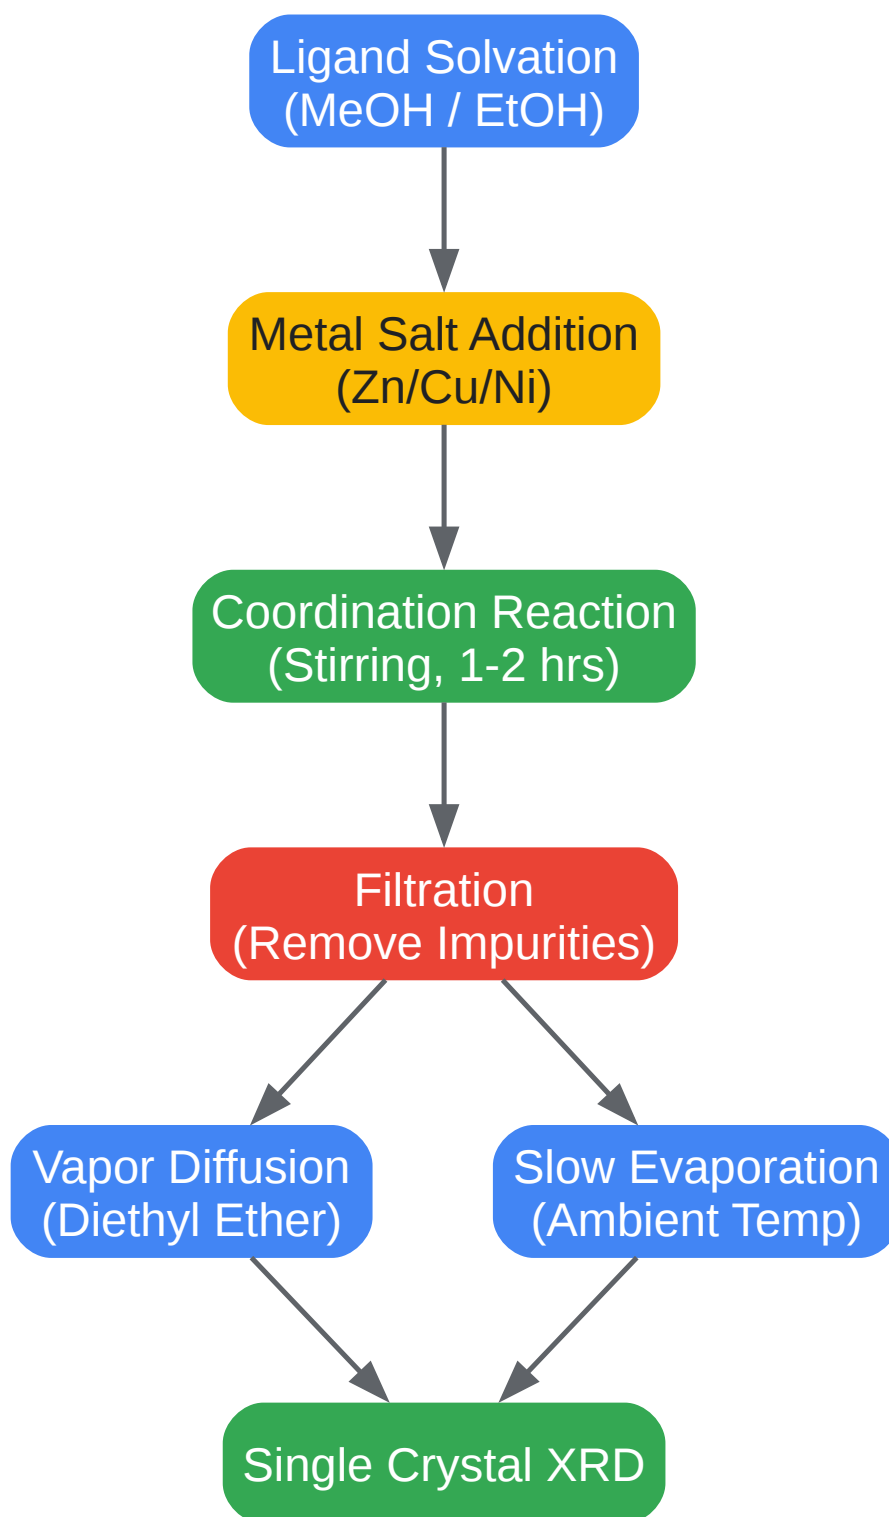 Ligand Solvation
(MeOH / EtOH)
Metal Salt Addition
(Zn/Cu/Ni)
Coordination Reaction
(Stirring, 1-2 hrs)
Filtration
(Remove Impurities)
Vapor Diffusion
(Diethyl Ether)
Slow Evaporation
(Ambient Temp)
Single Crystal XRD